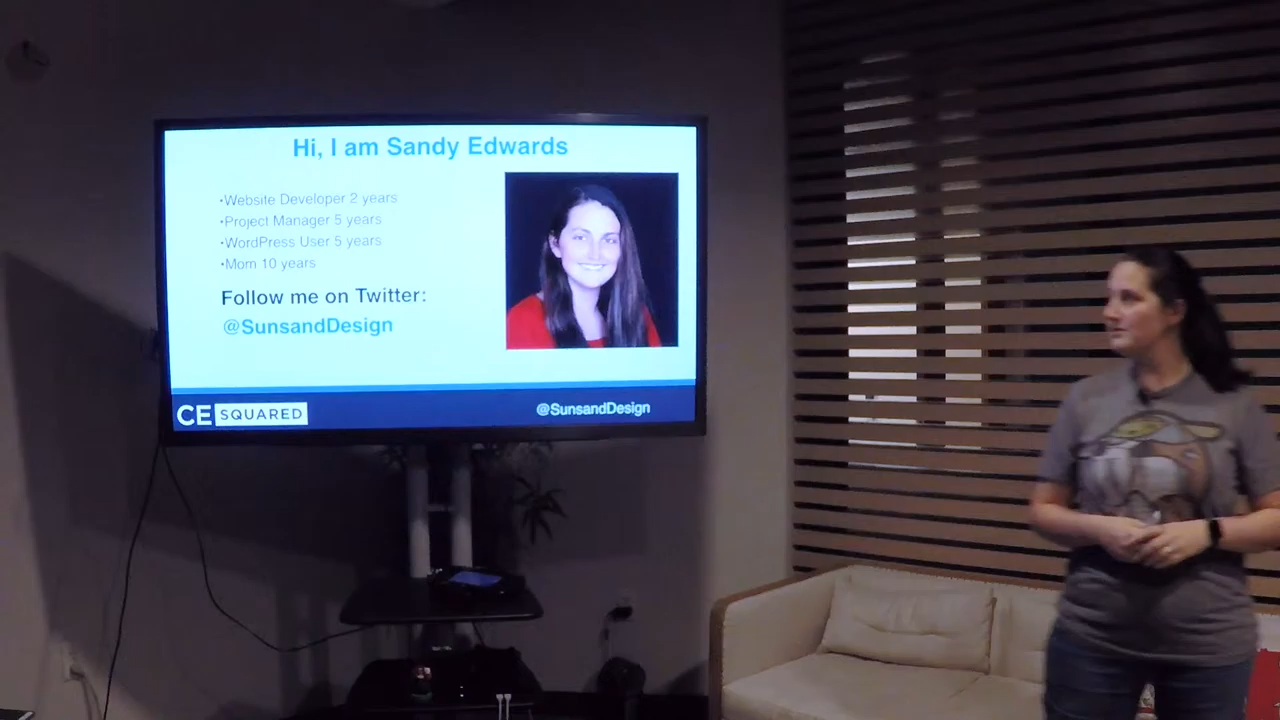 Hi, I am Sandy Edwards
•Website Developer 2 years
•Project Manager 5 years
•WordPress User 5 years
•Mom 10 years
Follow me on Twitter:
@SunsandDesign
CE SQUARED
@SunsandDesign